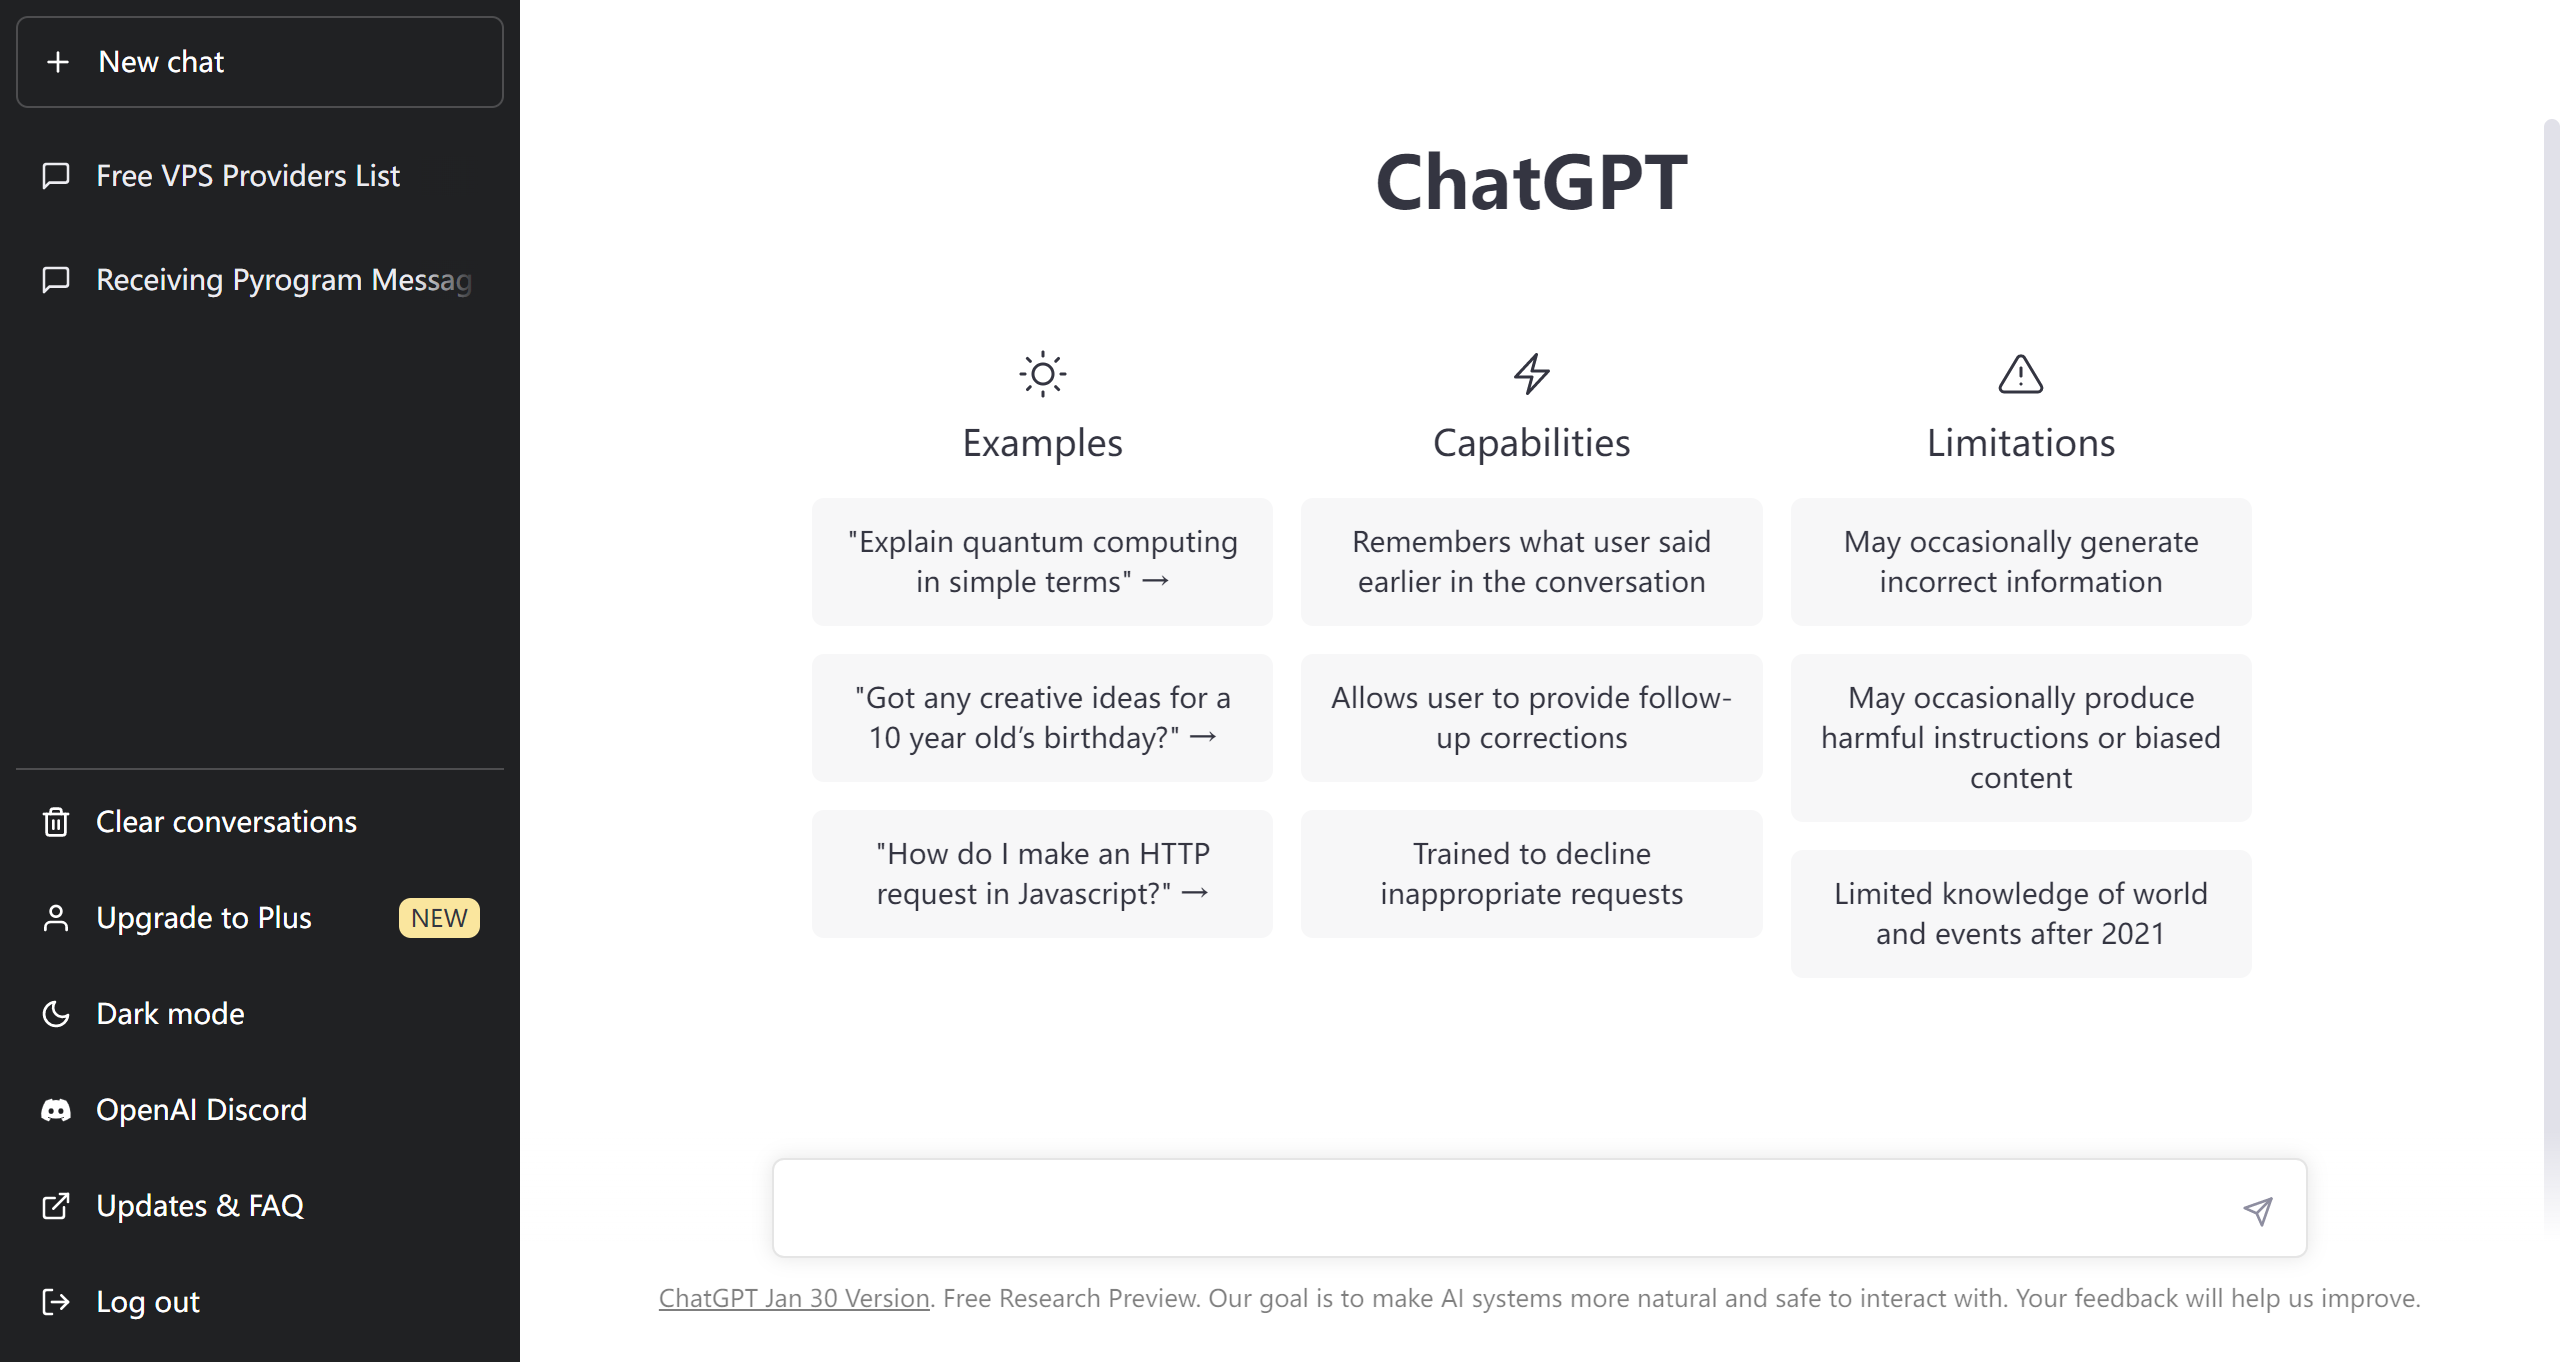 New chat
Free VPS Providers List
Receiving Pyrogram Messag
Clear conversations
Upgrade to Plus NEW
Dark mode
OpenAI Discord
Updates & FAQ
Log out
ChatGPT
Examples
"Explain quantum computing
in simple terms" →
"Got any creative ideas for a
10 year old’s birthday?" →
"How do I make an HTTP
request in Javascript?" →
Capabilities
Remembers what user said
earlier in the conversation
Allows user to provide follow-
up corrections
Trained to decline
inappropriate requests
Limitations
May occasionally generate
incorrect information
May occasionally produce
harmful instructions or biased
content
Limited knowledge of world
and events after 2021
ChatGPT Jan 30 Version. Free Research Preview. Our goal is to make AI systems more natural and safe to interact with. Your feedback will help us improve.